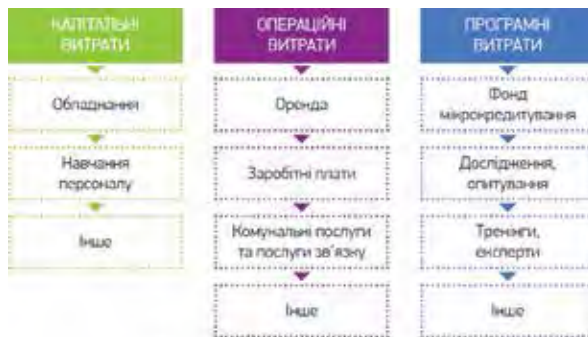 КАПІТАЛЬНІ
ВИТРАТИ
Обладнання
Навчання
персоналу
Інше
ОПЕРАЦІЙНІ
ВИТРАТИ
Оренда
Заробітні плати
Комунальні послуги
та послуги зв'язку
Інше
ПРОГРАМНІ
ВИТРАТИ
Фонд
мікрокредитування
Дослідження,
опитування
Тренінги,
експерти
Інше